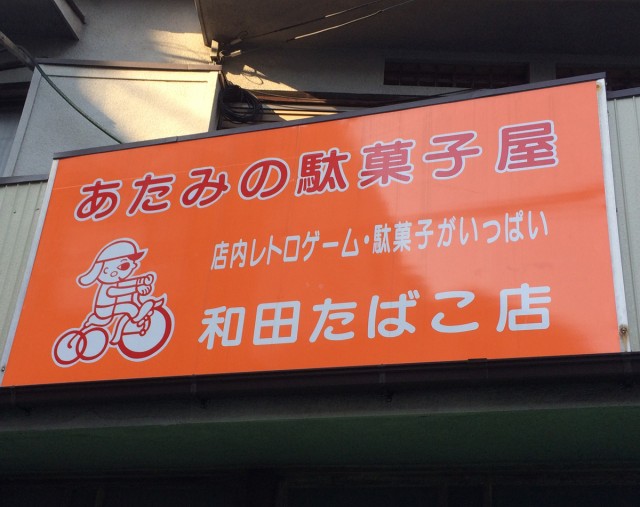 あたみの駄菓子屋
店内レトロゲーム・駄菓子がいっぱい
和田たばこ店